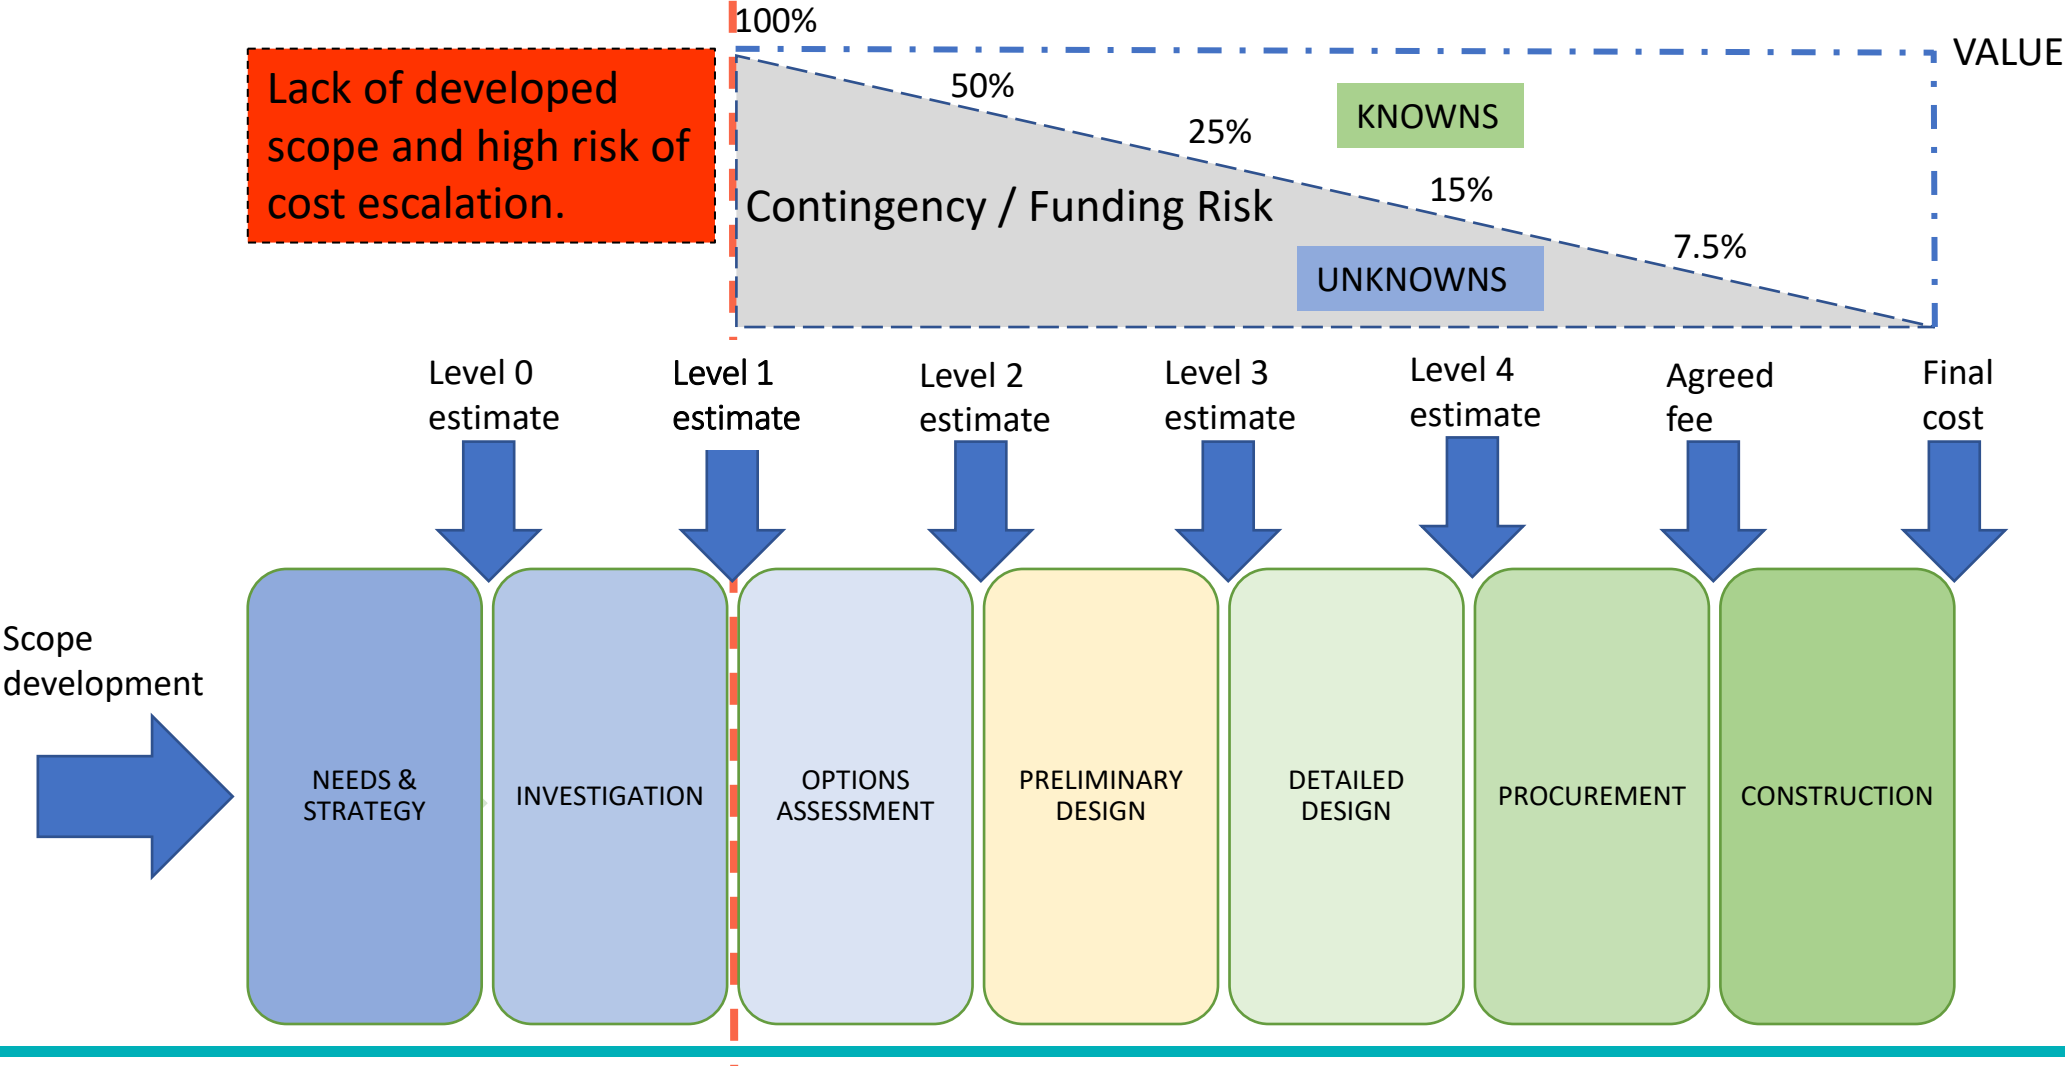 100%
VALUE
Lack of developed
scope and high risk of
cost escalation.
50%
KNOWNS
25%
Contingency / Funding Risk
15%
7.5%
UNKNOWNS
Level 0
estimate
Level 1
estimate
Level 2
estimate
Level 3
estimate
Level 4
estimate
Agreed
fee
Final
cost
Scope
development
NEEDS &
STRATEGY
INVESTIGATION
OPTIONS
ASSESSMENT
PRELIMINARY
DESIGN
DETAILED
DESIGN
PROCUREMENT
CONSTRUCTION